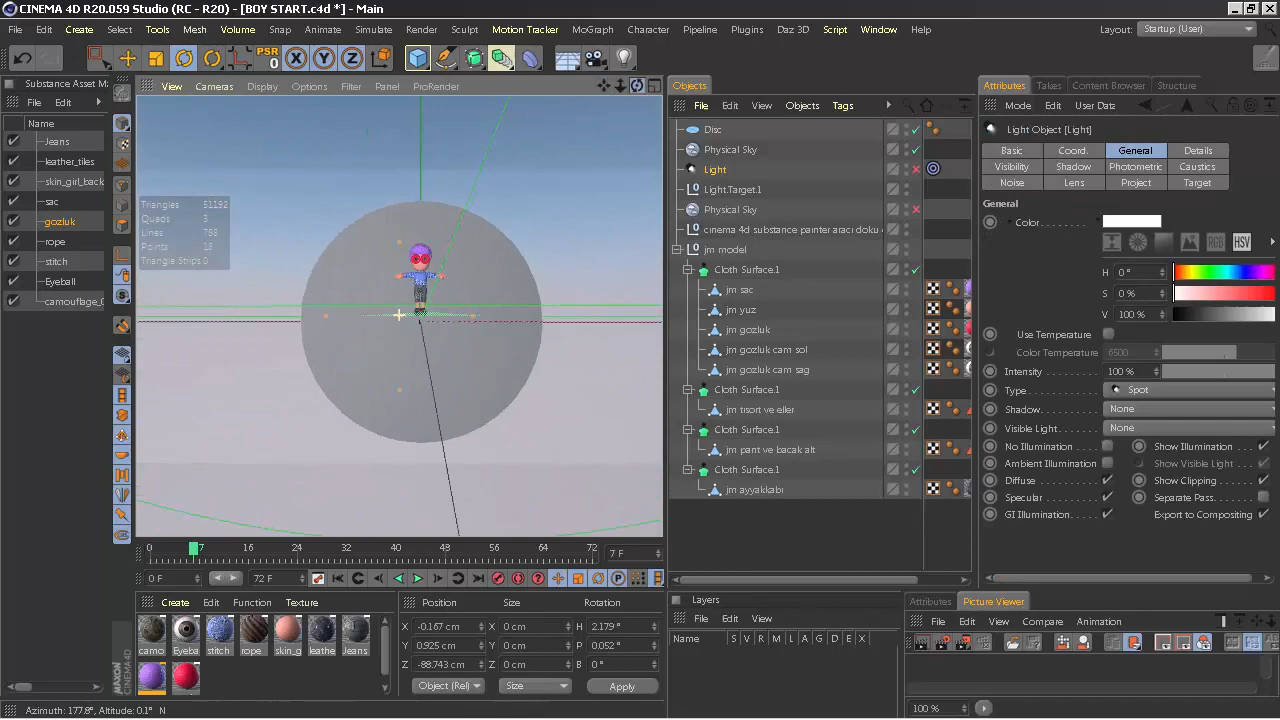 CINEMA 4D R20.059 Studio (RC - R20) - [BOY START.c4d *] - Main
File Edit Create Select Tools Mesh Volume Snap Animate Simulate Render Sculpt Motion Tracker MoGraph Character Pipeline Plugins Daz 3D Script Window Help Layout: Startup (User)
PSR
0
X Y Z
Substance Asset M
File Edit
Name
Jeans
leather_tiles
skin_girl_back
sac
gozluk
rope
stitch
Eyeball
camouflage_
View Cameras Display Options Filter Panel ProRender
Triangles 51192
Quads 3
Lines 768
Points 18
Triangle Strips 0
0 7 16 24 32 40 48 56 64 72 7 F
0 F 72 F
Create Edit Function Texture
camo Eyeba stitch rope skin_g leathe Jeans
Position Size Rotation
X -0.167 cm X 0 cm H 2.179 °
Y 0.925 cm Y 0 cm P 0.052 °
Z -88.743 cm Z 0 cm B 0 °
Object (Rel) Size Apply
MAXON
CINEMA 4D
Azimuth: 177.8°, Altitude: 0.1° N
Objects
File Edit View Objects Tags
Disc
Physical Sky
Light
Light.Target.1
Physical Sky
cinema 4d substance painter araci doku
jm model
Cloth Surface.1
jm sac
jm yuz
jm gozluk
jm gozluk cam sol
jm gozluk cam sag
Cloth Surface.1
jm tisort ve eller
Cloth Surface.1
jm pant ve bacak alt
Cloth Surface.1
jm ayyakkabı
Layers
File Edit View
Name S V R M L A G D E X
Attributes Takes Content Browser Structure
Mode Edit User Data
Light Object [Light]
Basic Coord. General Details
Visibility Shadow Photometric Caustics
Noise Lens Project Target
General
Color
RGB HSV
H 0 °
S 0 %
V 100 %
Use Temperature
Color Temperature 6500
Intensity 100 %
Type Spot
Shadow None
Visible Light None
No Illumination Show Illumination
Ambient Illumination Show Visible Light
Diffuse Show Clipping
Specular Separate Pass
GI Illumination Export to Compositing
Attributes Picture Viewer
File Edit View Compare Animation
100 %